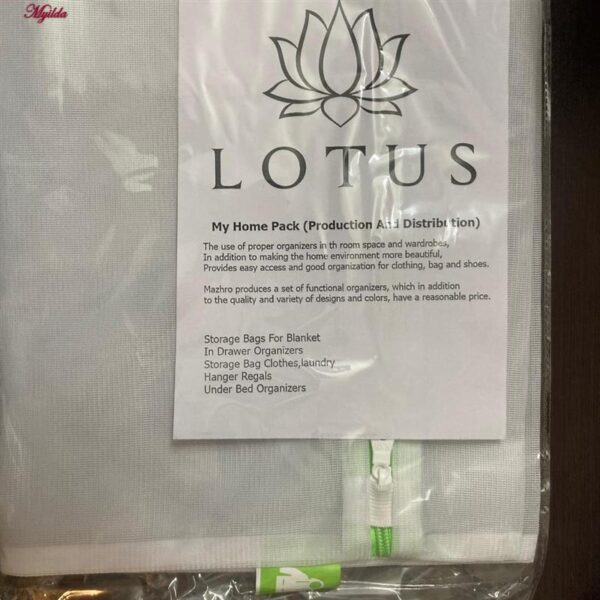 Myilda
LOTUS
My Home Pack (Production And Distribution)
The use of proper organizers in th room space and wardrobes,
In addition to making the home environment more beautiful,
Provides easy access and good organization for clothing, bag and shoes.
Mazhro produces a set of functional organizers, which in addition
to the quality and variety of designs and colors, have a reasonable price.
Storage Bags For Blanket
In Drawer Organizers
Storage Bag Clothes,laundry
Hanger Regals
Under Bed Organizers